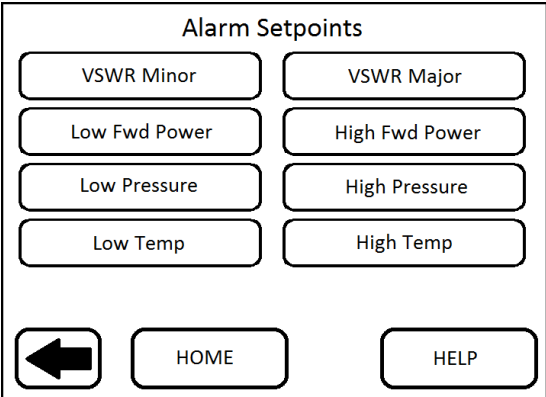 Alarm Setpoints
VSWR Minor
VSWR Major
Low Fwd Power
High Fwd Power
Low Pressure
High Pressure
Low Temp
High Temp
HOME
HELP